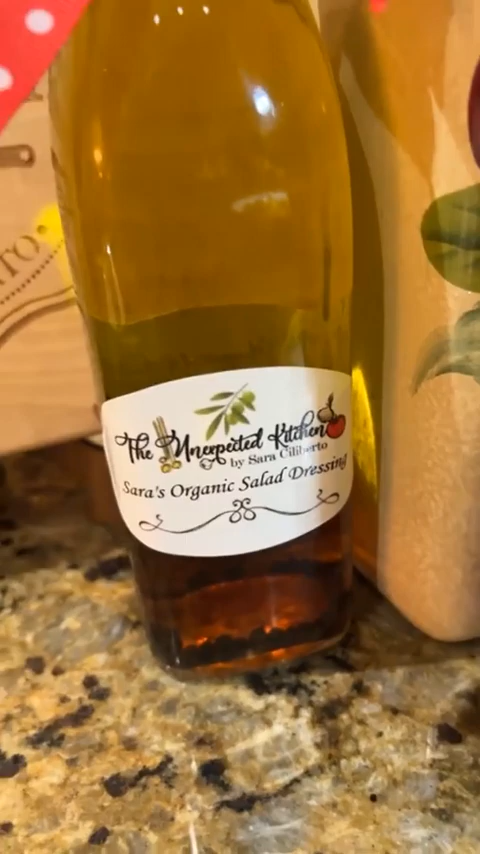 The Unexpected Kitchen
by Sara Ciliberto
Sara's Organic Salad Dressing